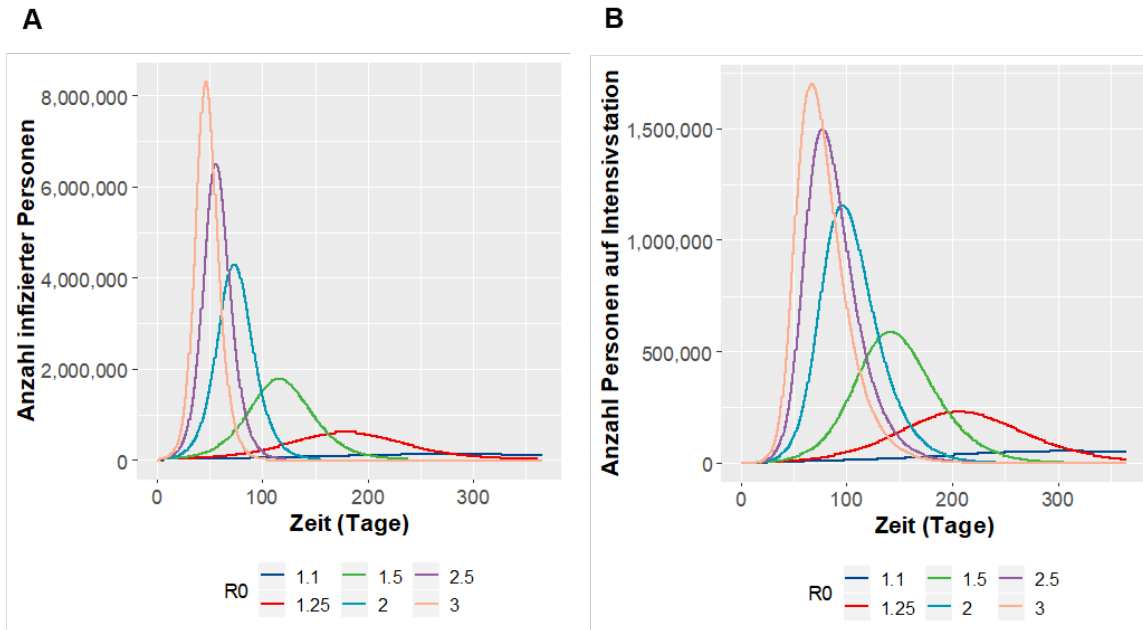 A
Anzahl infizierter Personen
8,000,000
6,000,000
4,000,000
2,000,000
0
0 100 200 300
Zeit (Tage)
R0
1.1 1.5 2.5
1.25 2 3
B
Anzahl Personen auf Intensivstation
1,500,000
1,000,000
500,000
0
0 100 200 300
Zeit (Tage)
R0
1.1 1.5 2.5
1.25 2 3